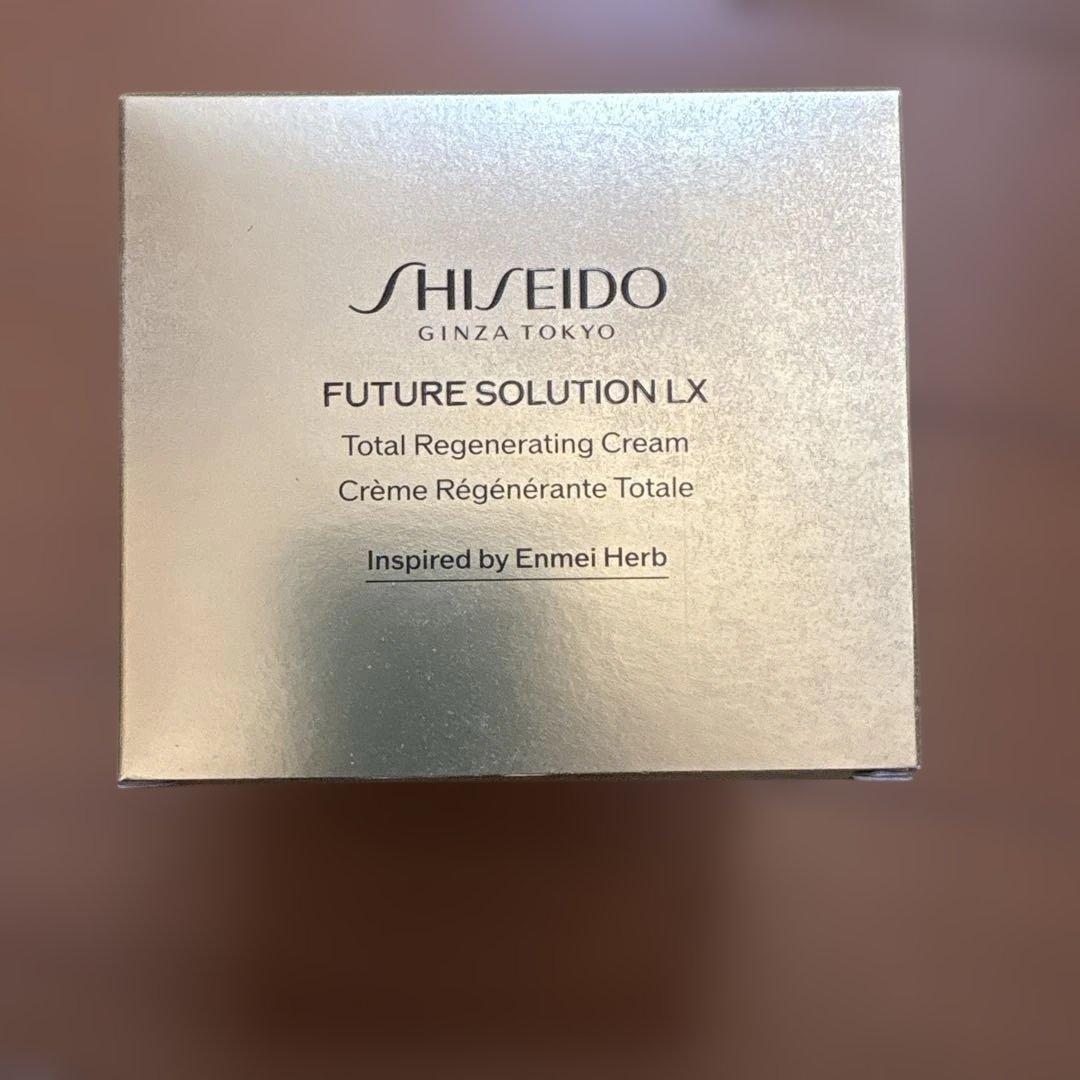 SHISEIDO
GINZA TOKYO
FUTURE SOLUTION LX
Total Regenerating Cream
Crème Régénérante Totale
Inspired by Enmei Herb